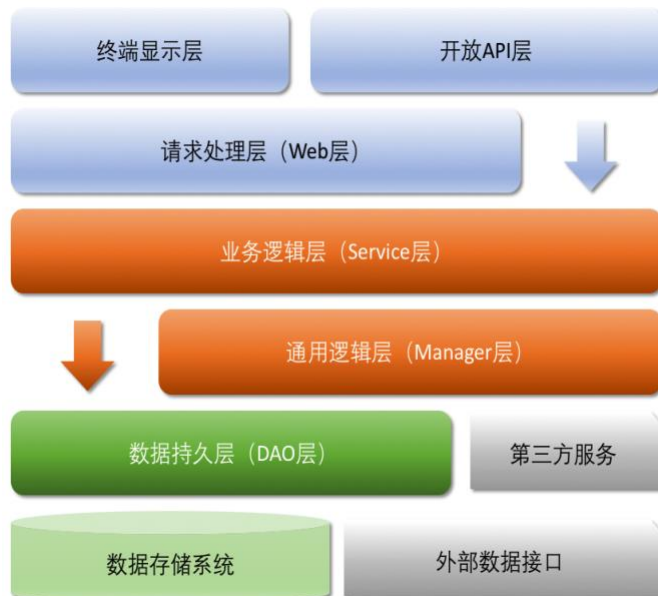 终端显示层
开放API层
请求处理层（Web层）
业务逻辑层（Service层）
通用逻辑层（Manager层）
数据持久层（DAO层）
第三方服务
数据存储系统
外部数据接口